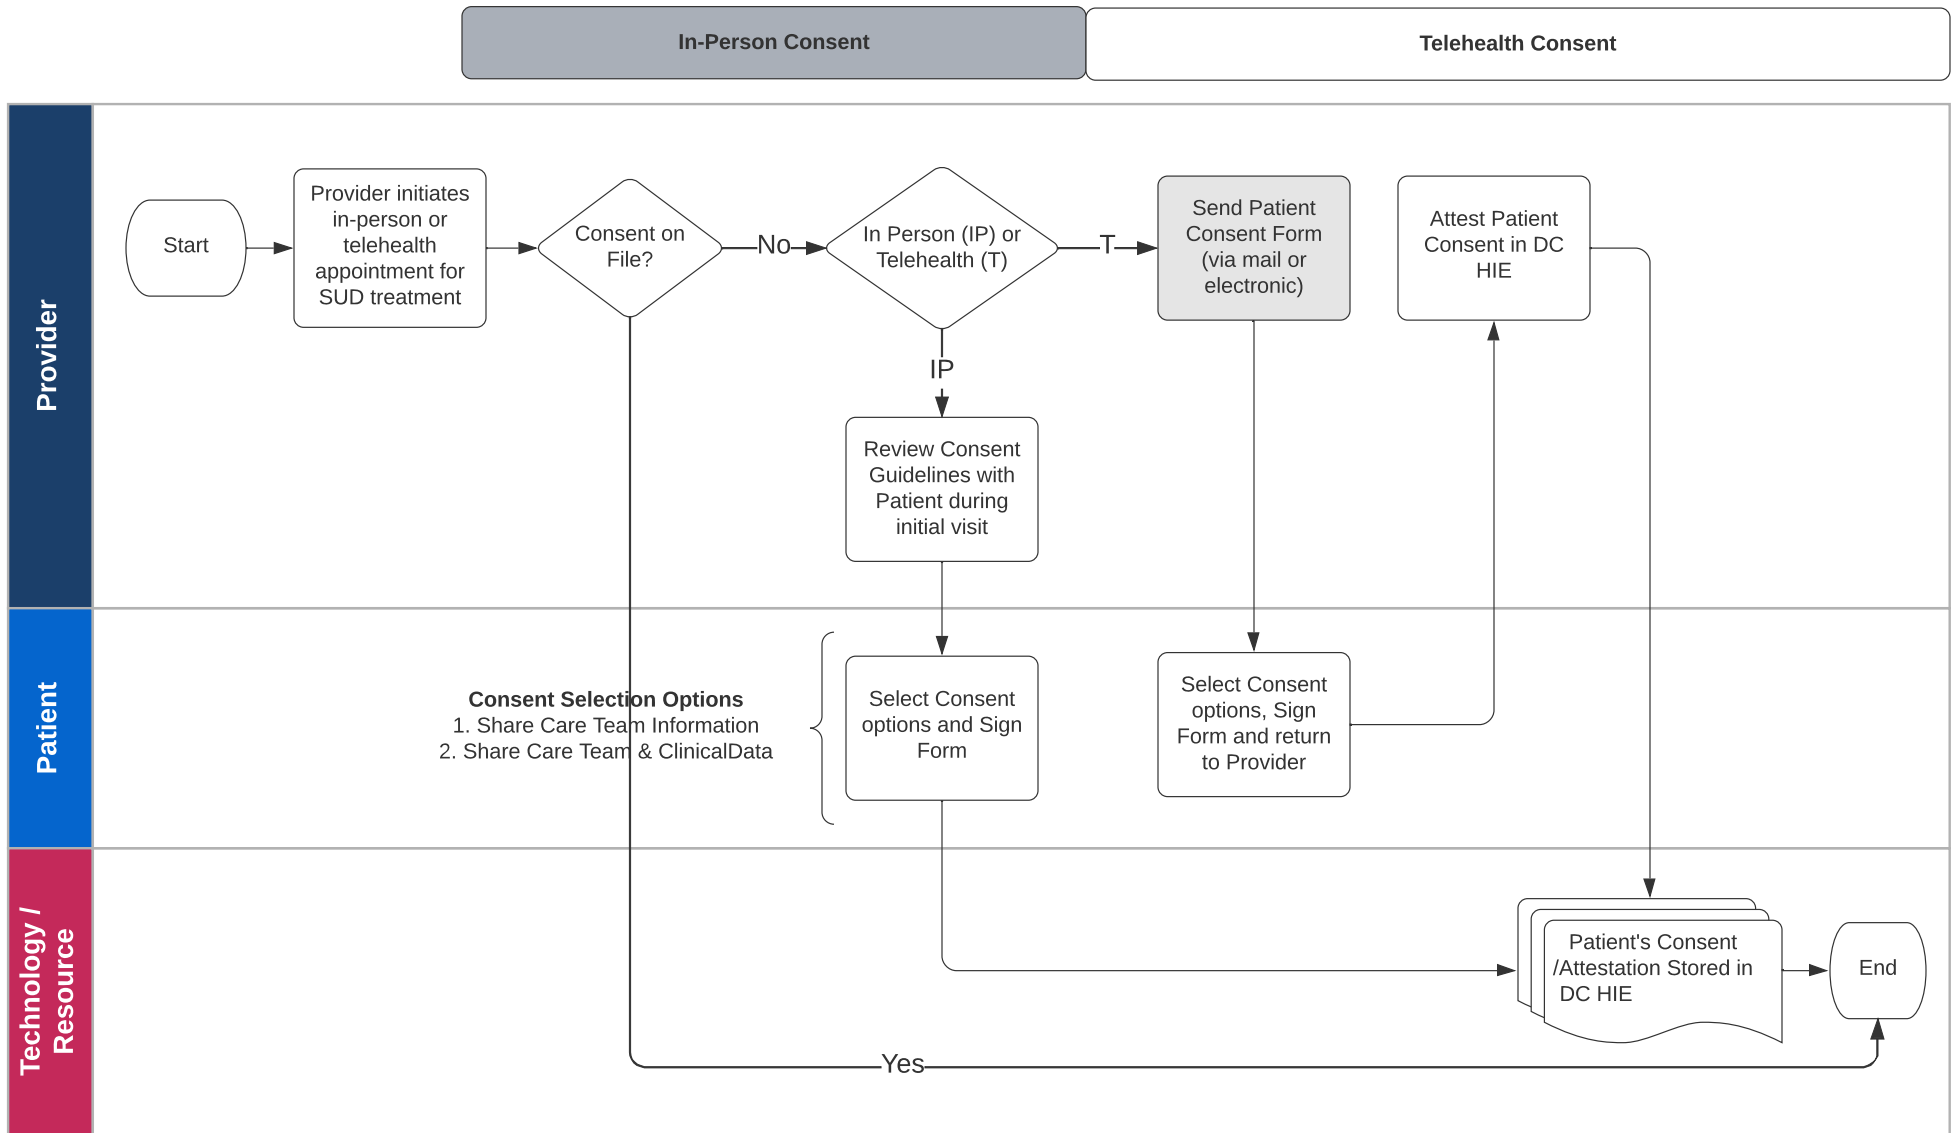 In-Person Consent
Telehealth Consent
Provider
Start
Provider initiates
in-person or
telehealth
appointment for
SUD treatment
Consent on
File?
No
In Person (IP) or
Telehealth (T)
T
Send Patient
Consent Form
(via mail or
electronic)
Attest Patient
Consent in DC
HIE
IP
Review Consent
Guidelines with
Patient during
initial visit
Patient
Consent Selection Options
1. Share Care Team Information
2. Share Care Team & ClinicalData
Select Consent
options and Sign
Form
Select Consent
options, Sign
Form and return
to Provider
Technology /
Resource
Patient's Consent
/Attestation Stored in
DC HIE
End
Yes